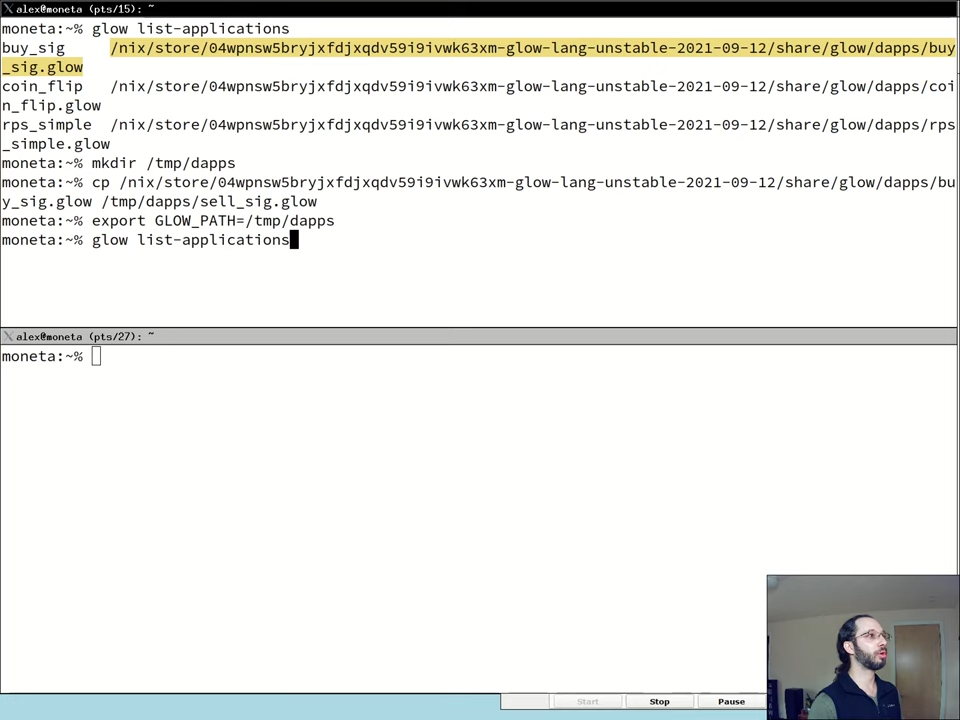 alex@moneta (pts/15): ~
moneta:~% glow list-applications
buy_sig     /nix/store/04wpnsw5bryjxfdjxqdv59i9ivwk63xm-glow-lang-unstable-2021-09-12/share/glow/dapps/buy
_sig.glow
coin_flip   /nix/store/04wpnsw5bryjxfdjxqdv59i9ivwk63xm-glow-lang-unstable-2021-09-12/share/glow/dapps/coi
n_flip.glow
rps_simple  /nix/store/04wpnsw5bryjxfdjxqdv59i9ivwk63xm-glow-lang-unstable-2021-09-12/share/glow/dapps/rps
_simple.glow
moneta:~% mkdir /tmp/dapps
moneta:~% cp /nix/store/04wpnsw5bryjxfdjxqdv59i9ivwk63xm-glow-lang-unstable-2021-09-12/share/glow/dapps/bu
y_sig.glow /tmp/dapps/sell_sig.glow
moneta:~% export GLOW_PATH=/tmp/dapps
moneta:~% glow list-applications
alex@moneta (pts/27): ~
moneta:~%
Start Stop Pause